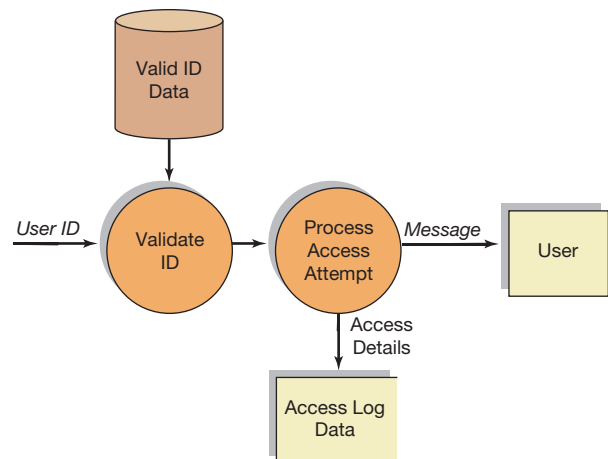 Valid ID
Data
User ID
Validate
ID
Process
Access
Attempt
Message
User
Access
Details
Access Log
Data